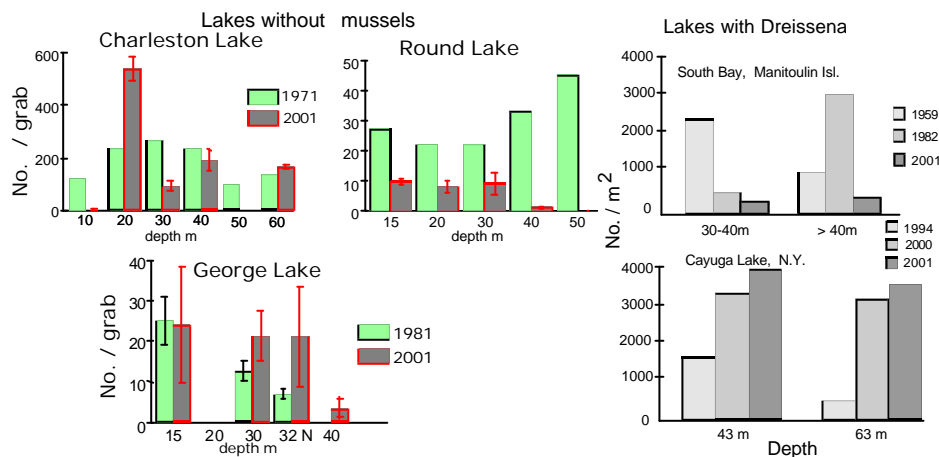 Lakes without mussels
Charleston Lake
No. / grab
600
400
200
0
10 20 30 40 50 60
depth m
1971
2001
Round Lake
50
40
30
20
10
0
15 20 30 40 50
depth m
George Lake
No. / grab
40
30
20
10
0
15 20 30 32 N 40
depth m
1981
2001
Lakes with Dreissena
South Bay, Manitoulin Isl.
No. / m2
3000
2000
1000
0
30-40m > 40m
1959
1982
2001
Cayuga Lake, N.Y.
4000
3000
2000
1000
0
43 m 63 m
Depth
1994
2000
2001